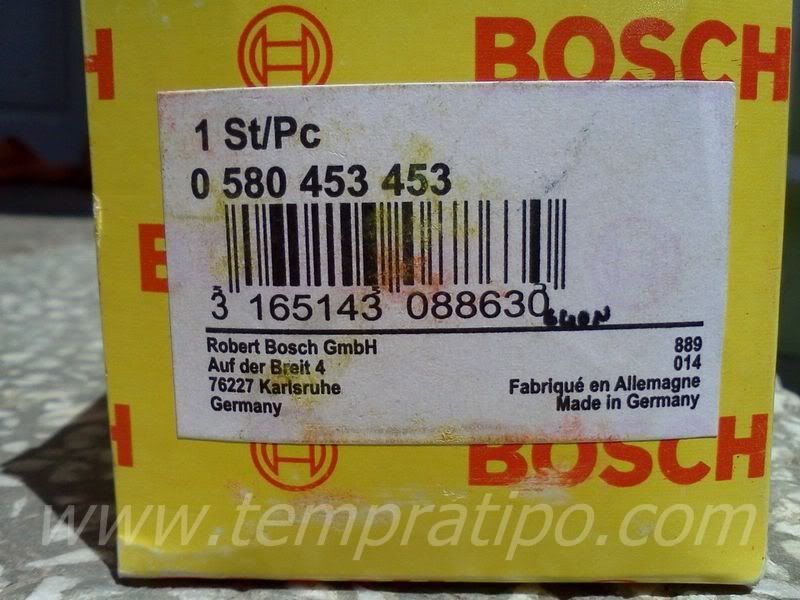 H
BOSCH
1 St/Pc
0 580 453 453
3 165143 088630
Robert Bosch GmbH
Auf der Breit 4
76227 Karlsruhe
Germany
889
014
Fabriqué en Allemagne
Made in Germany
H
BOSCH
www.tempratipo.com